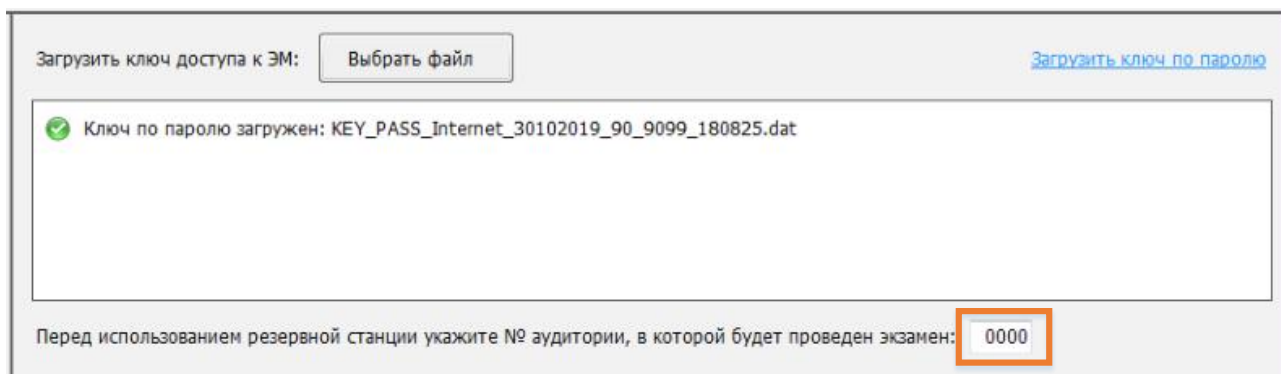 Загрузить ключ доступа к ЭМ: Выбрать файл Загрузить ключ по паролю
Ключ по паролю загружен: KEY_PASS_Internet_30102019_90_9099_180825.dat
Перед использованием резервной станции укажите № аудитории, в которой будет проведен экзамен: 0000